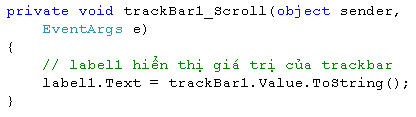 private void trackBar1_Scroll(object sender,
EventArgs e)
{
// label1 hiển thị giá trị của trackbar
label1.Text = trackBar1.Value.ToString();
}